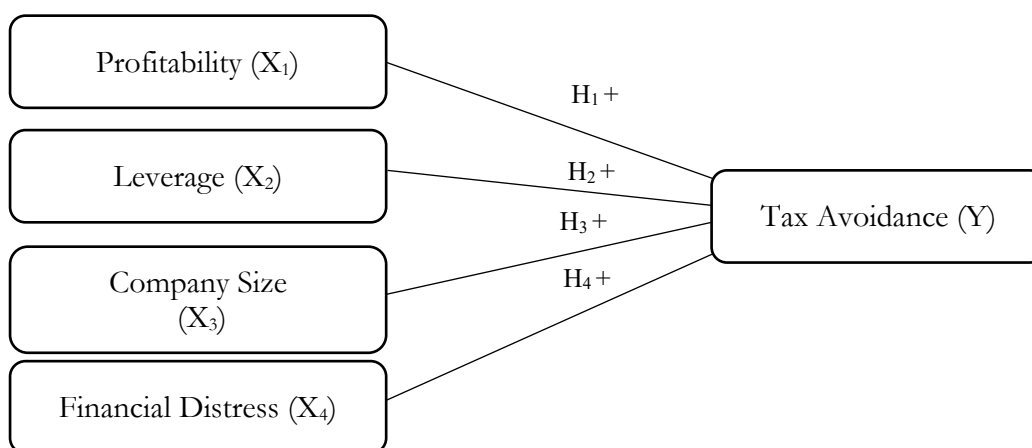 Profitability (X₁)
H₁ +
Leverage (X₂)
H₂ +
Tax Avoidance (Y)
H₃ +
Company Size
(X₃)
H₄ +
Financial Distress (X₄)